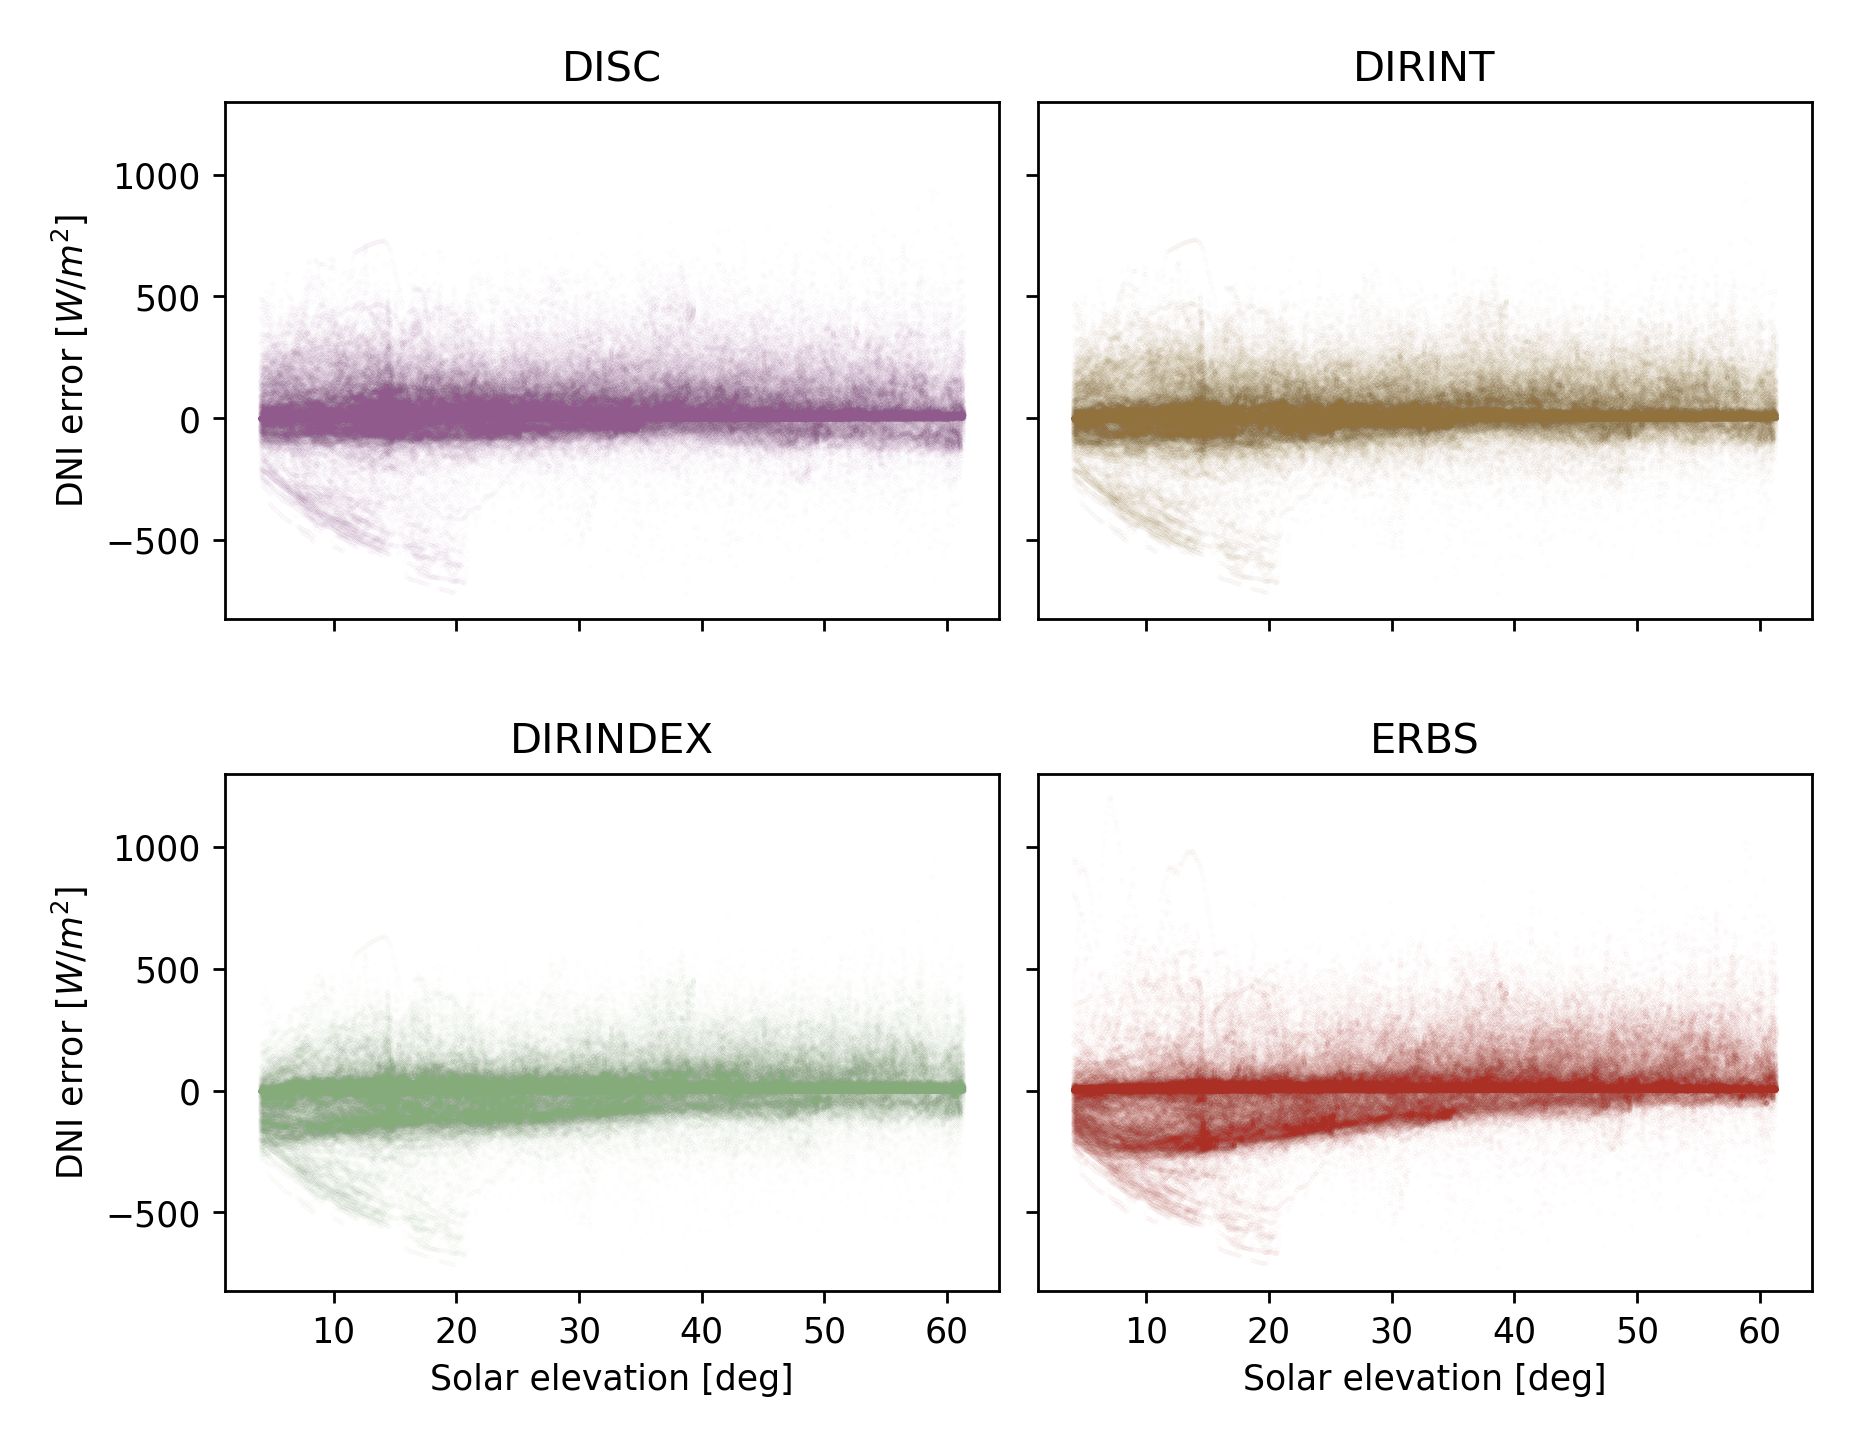 DISC
DIRINT
1000
500
0
−500
DNI error [W/m²]
DIRINDEX
ERBS
1000
500
0
−500
DNI error [W/m²]
10 20 30 40 50 60
10 20 30 40 50 60
Solar elevation [deg]
Solar elevation [deg]